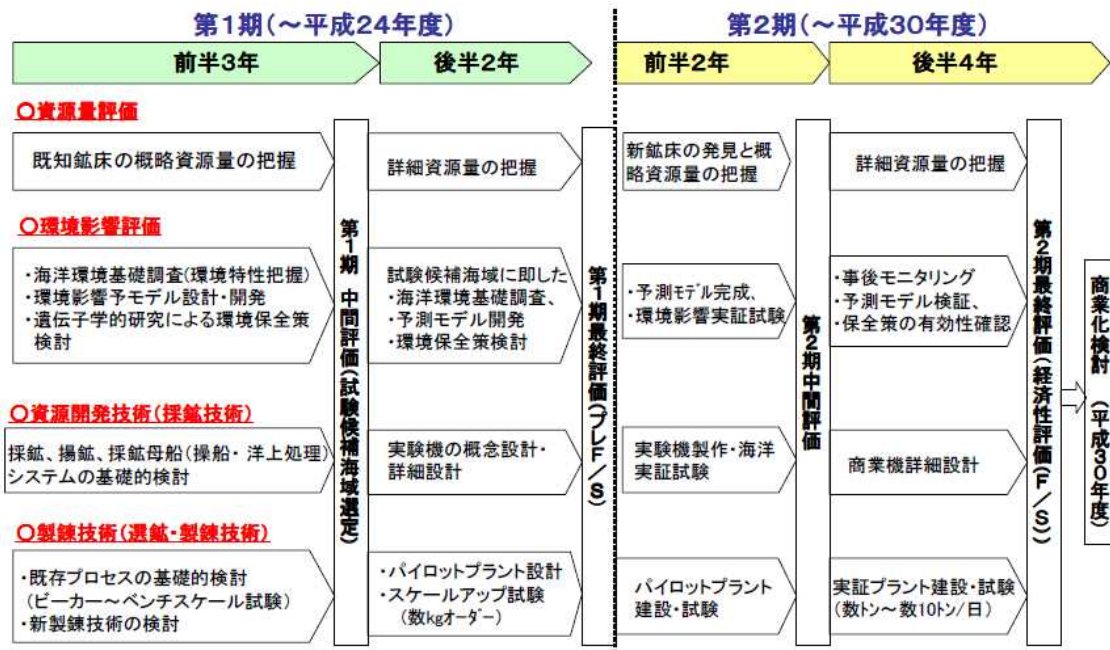 第1期(～平成24年度)
第2期(～平成30年度)
前半3年
後半2年
前半2年
後半4年
○資源量評価
既知鉱床の概略資源量の把握
詳細資源量の把握
新鉱床の発見と概
略資源量の把握
詳細資源量の把握
○環境影響評価
・海洋環境基礎調査(環境特性把握)
・環境影響予モデル設計・開発
・遺伝子学的研究による環境保全策
検討
試験候補海域に即した
・海洋環境基礎調査、
・予測モデル開発
・環境保全策検討
・予測モデル完成、
・環境影響実証試験
・事後モニタリング
・予測モデル検証、
・保全策の有効性確認
○資源開発技術(採鉱技術)
採鉱、揚鉱、採鉱母船(操船・洋上処理)
システムの基礎的検討
実験機の概念設計・
詳細設計
実験機製作・海洋
実証試験
商業機詳細設計
○製錬技術(選鉱・製錬技術)
・既存プロセスの基礎的検討
(ビーカー～ベンチスケール試験)
・新製錬技術の検討
・パイロットプラント設計
・スケールアップ試験
(数kgオーダー)
パイロットプラント
建設・試験
実証プラント建設・試験
(数トン～数10トン/日)
第1期 中間評価(試験候補海域選定)
第1期最終評価(プレF/S)
第2期中間評価
第2期最終評価(経済性評価(F/S)
商業化検討 (平成30年度)